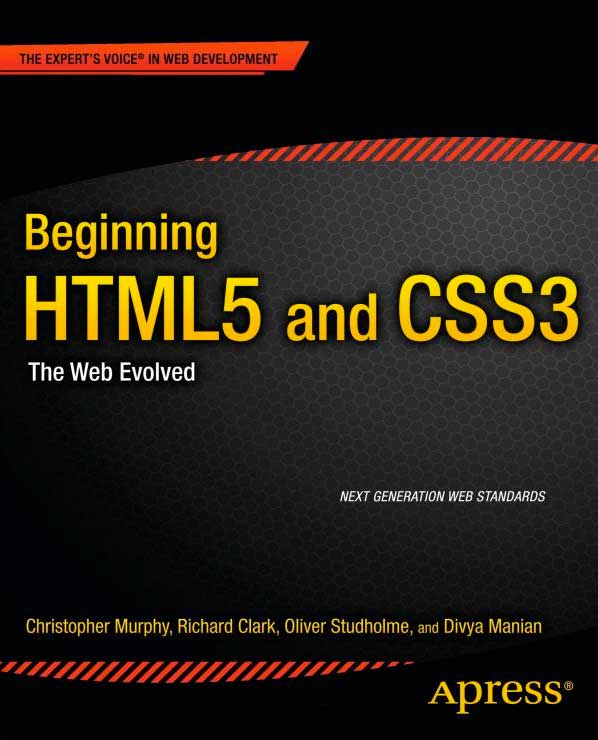 THE EXPERT'S VOICE® IN WEB DEVELOPMENT
Beginning
HTML5 and CSS3
The Web Evolved
NEXT GENERATION WEB STANDARDS
Christopher Murphy, Richard Clark, Oliver Studholme, and Divya Manian
Apress®